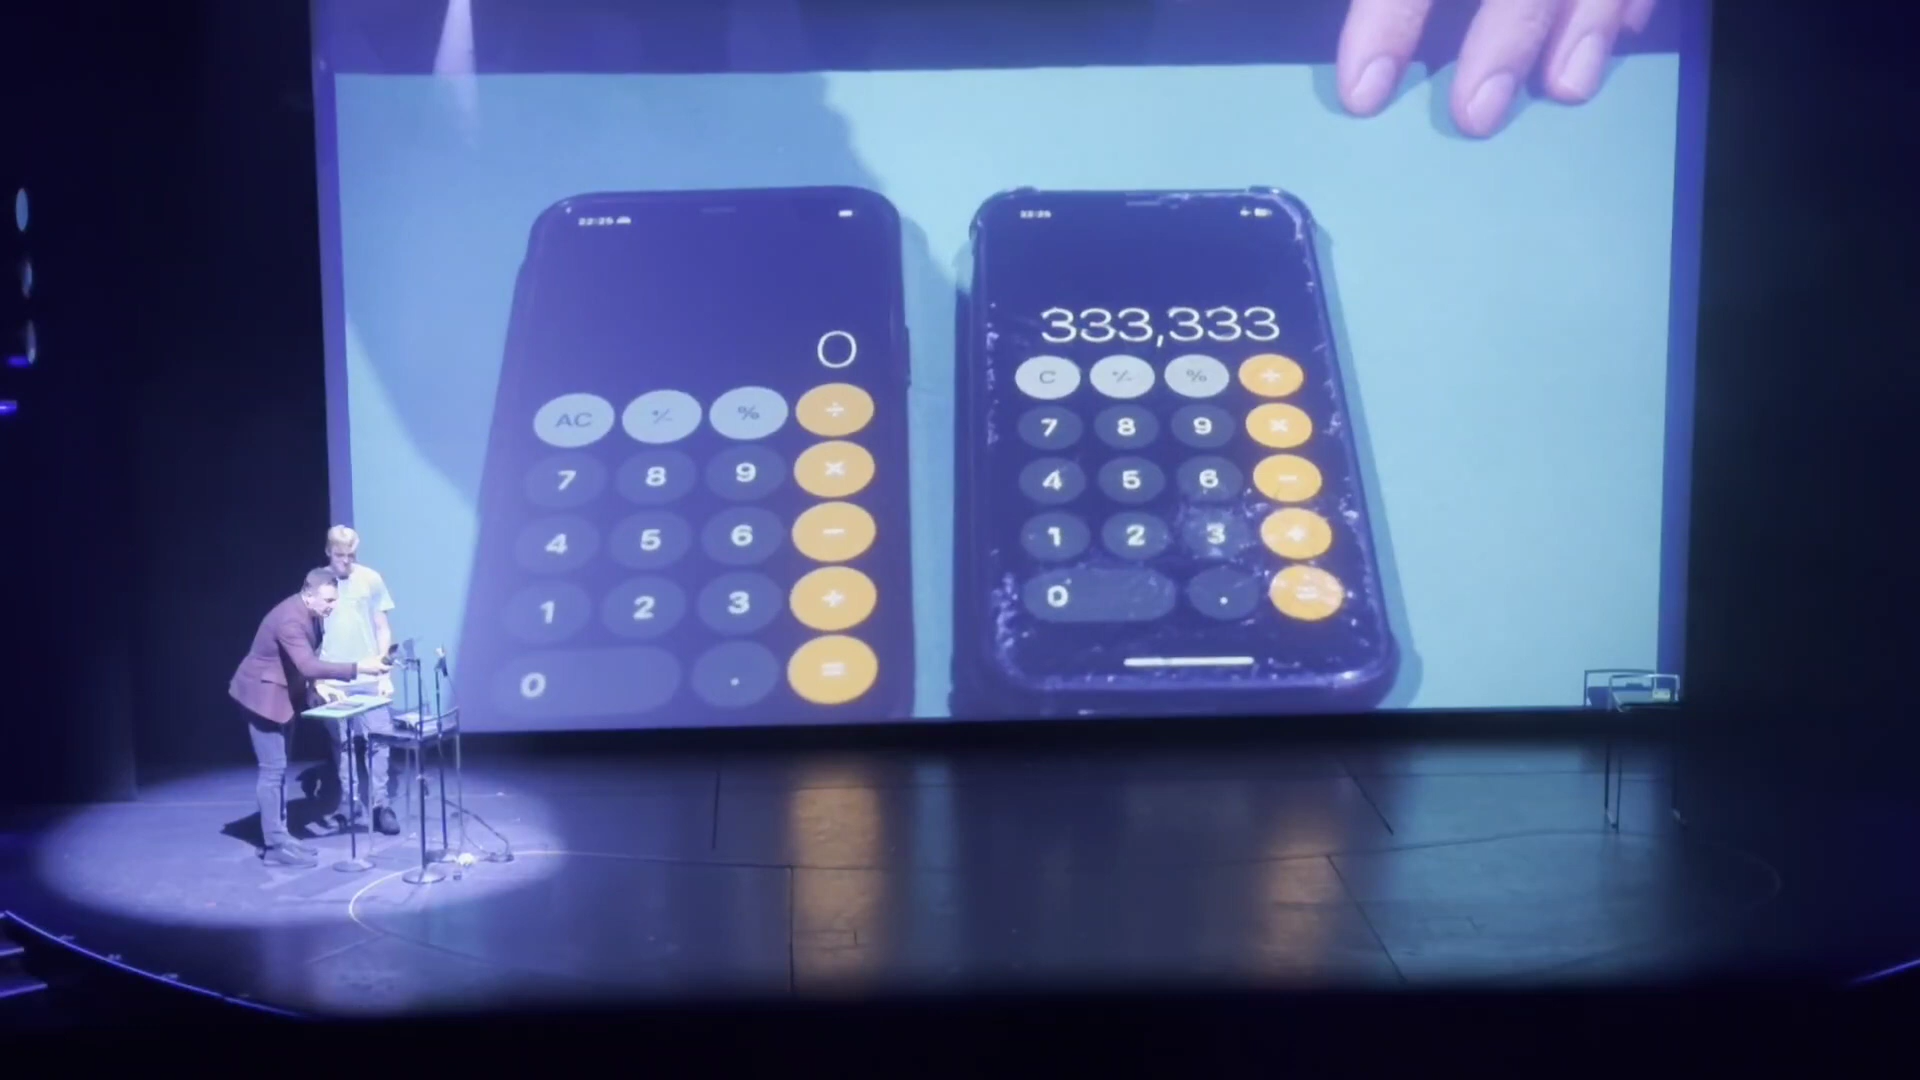 22:25
0
AC +/- % ÷
7 8 9 ×
4 5 6 −
1 2 3 +
0 . =
22:25
333,333
C +/- % ÷
7 8 9 ×
4 5 6 −
1 2 3 +
0 . =